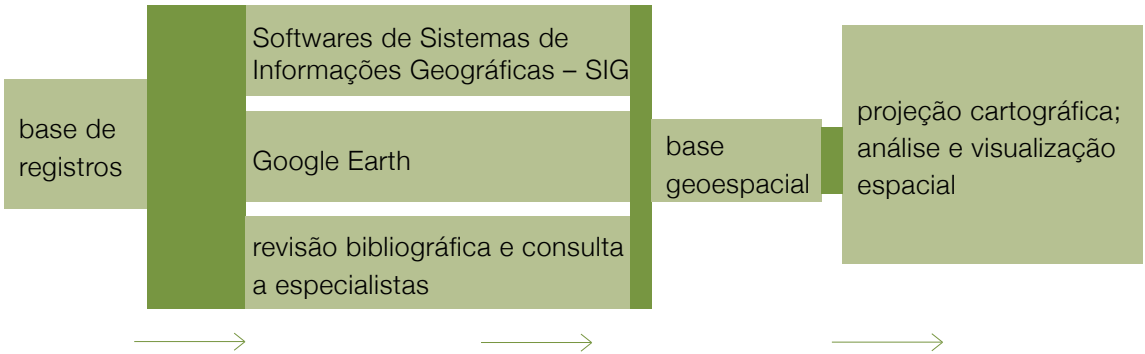 base de
registros
Softwares de Sistemas de
Informações Geográficas – SIG
Google Earth
revisão bibliográfica e consulta
a especialistas
base
geoespacial
projeção cartográfica;
análise e visualização
espacial